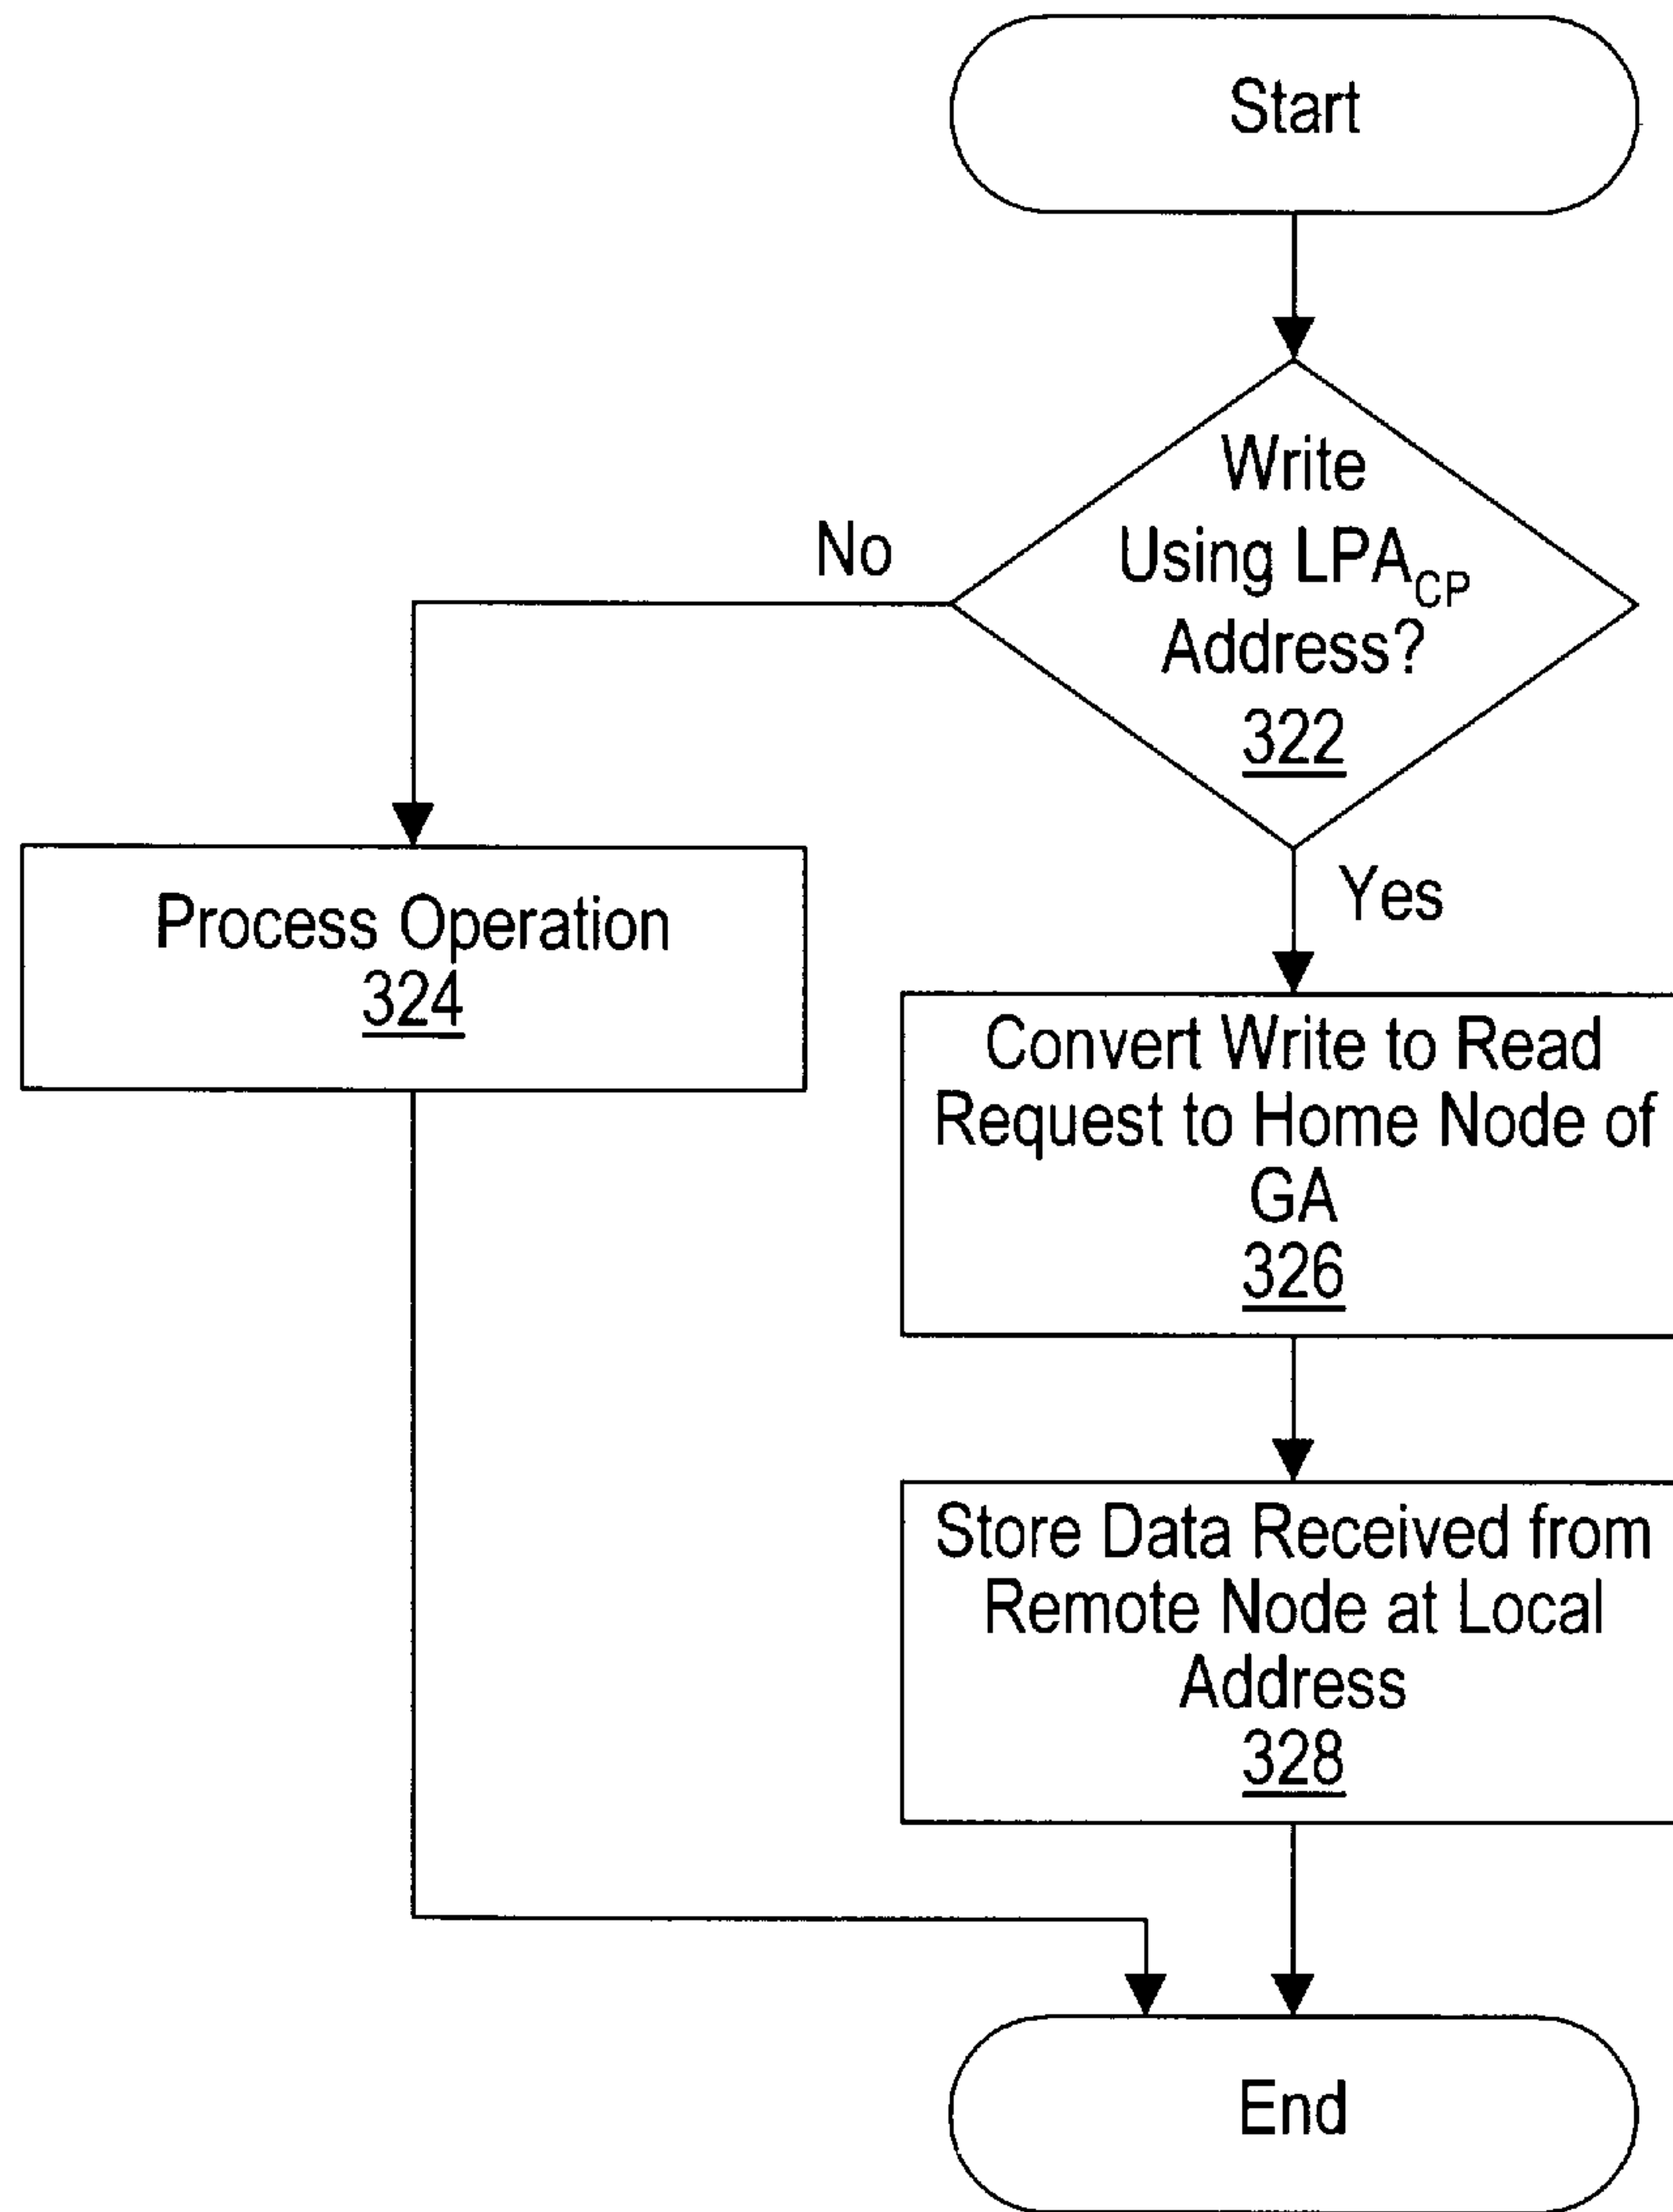 Start
Write
Using LPA_CP
Address?
322
No
Yes
Process Operation
324
Convert Write to Read
Request to Home Node of
GA
326
Store Data Received from
Remote Node at Local
Address
328
End